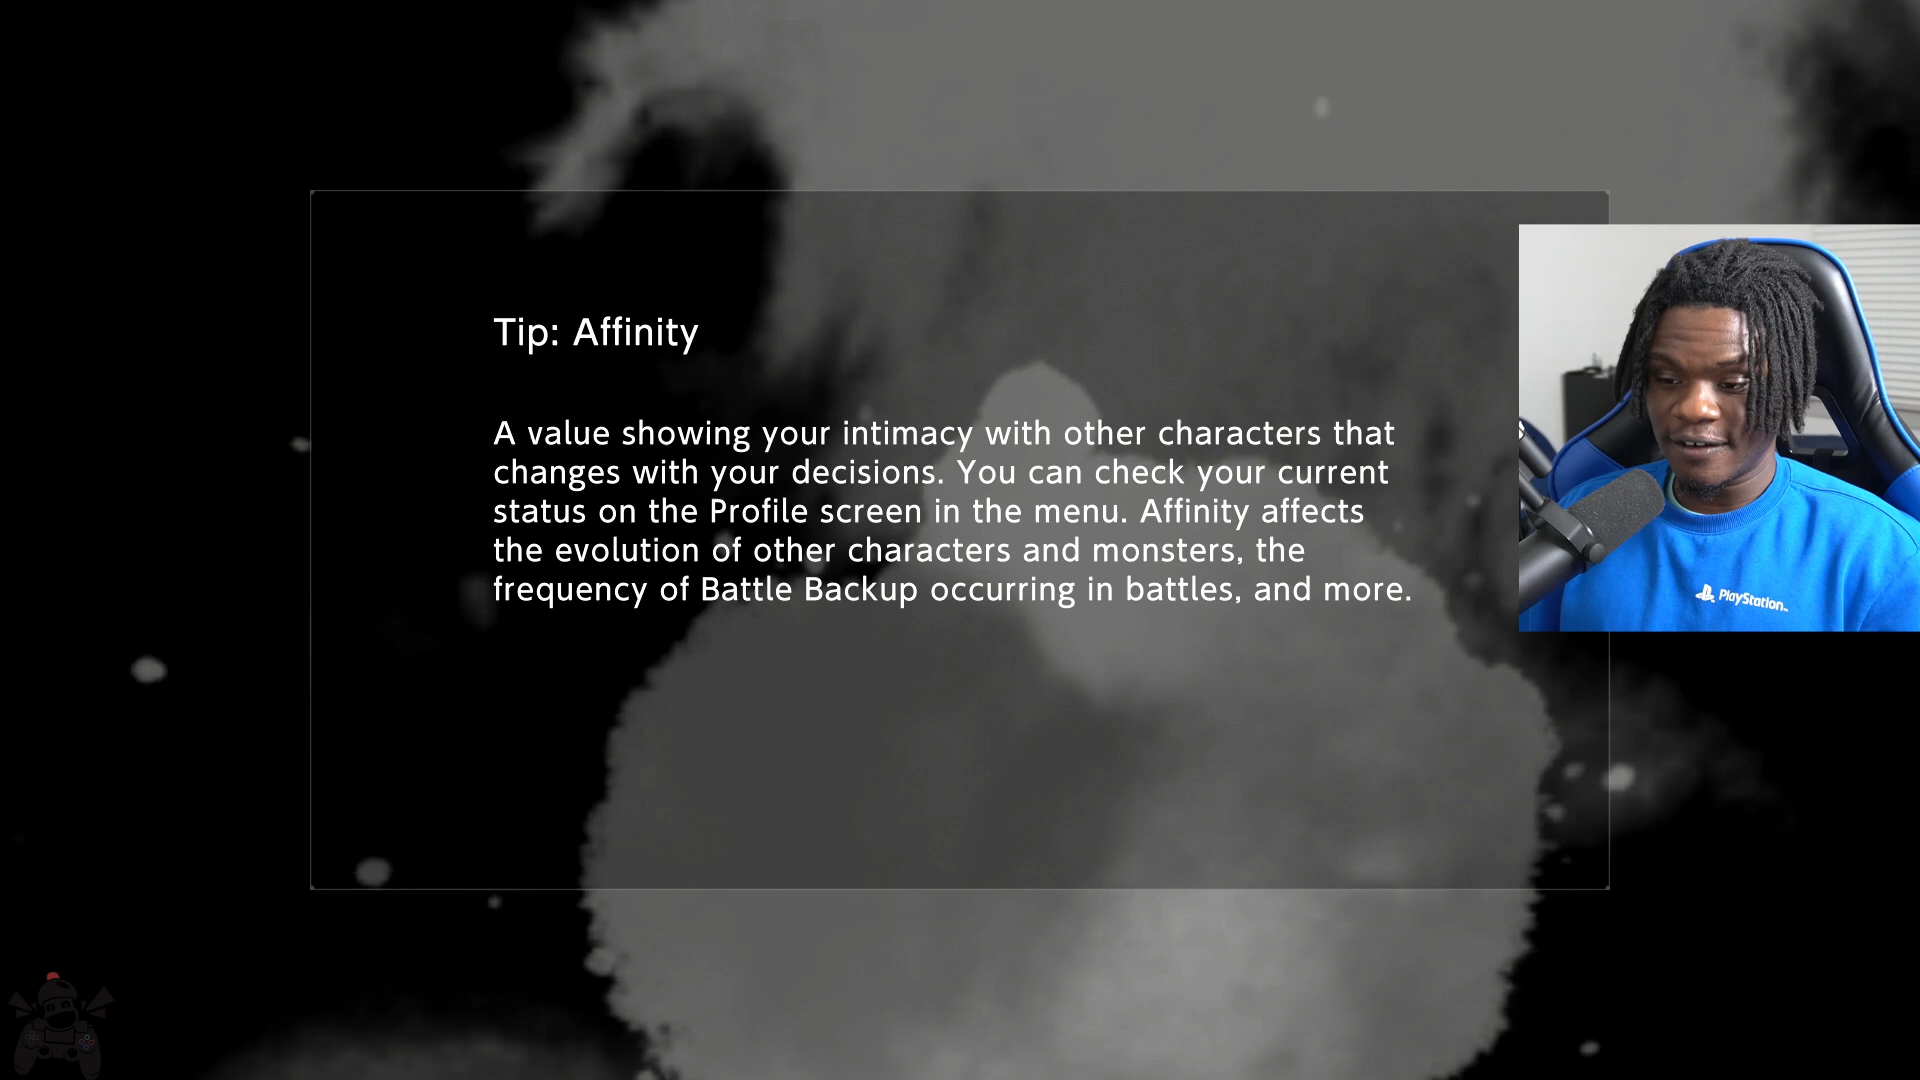 Tip: Affinity
A value showing your intimacy with other characters that
changes with your decisions. You can check your current
status on the Profile screen in the menu. Affinity affects
the evolution of other characters and monsters, the
frequency of Battle Backup occurring in battles, and more.
PlayStation